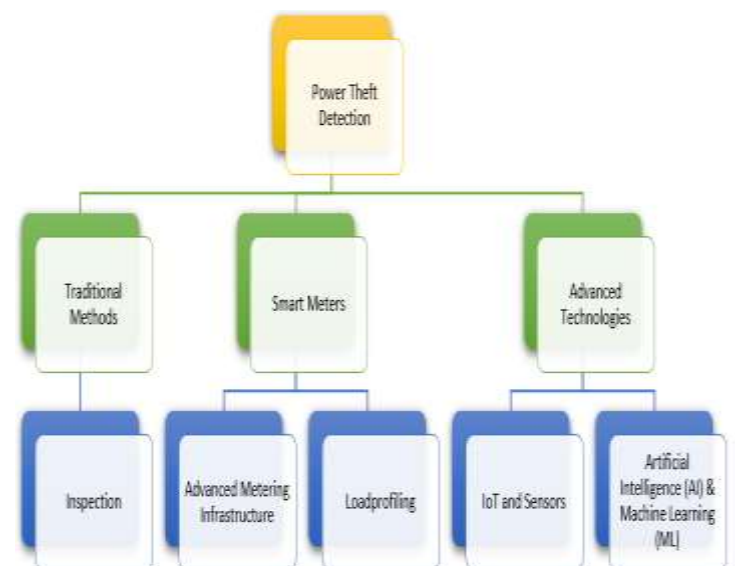 Power Theft
Detection
Traditional
Methods
Smart Meters
Advanced
Technologies
Inspection
Advanced Metering
Infrastructure
Loadprofiling
IoT and Sensors
Artificial
Intelligence (AI) &
Machine Learning
(ML)